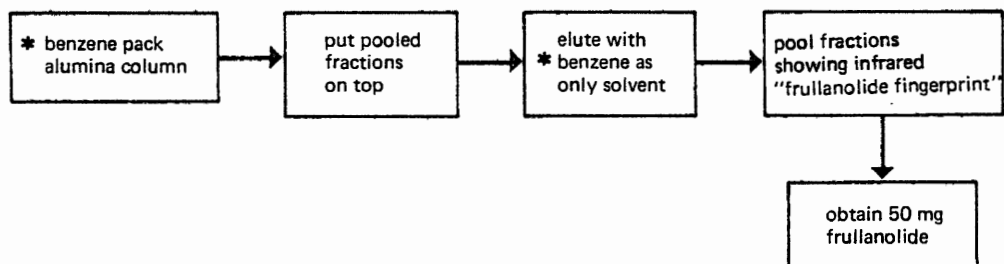 * benzene pack
alumina column
put pooled
fractions
on top
elute with
* benzene as
only solvent
pool fractions
showing infrared
"frullanolide fingerprint"
obtain 50 mg
frullanolide